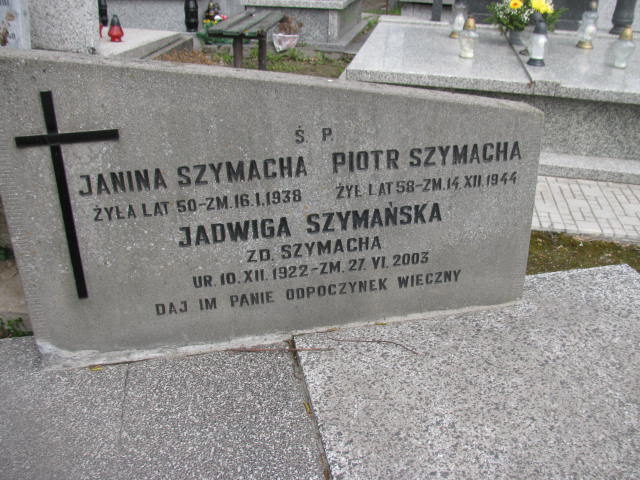 Ś. P.
JANINA SZYMACHA PIOTR SZYMACHA
ŻYŁA LAT 50-ZM. 16.I.1938 ŻYŁ LAT 58-ZM. 14.XII.1944
JADWIGA SZYMAŃSKA
ZD. SZYMACHA
UR. 10.XII.1922-ZM. 27.VI.2003
DAJ IM PANIE ODPOCZYNEK WIECZNY